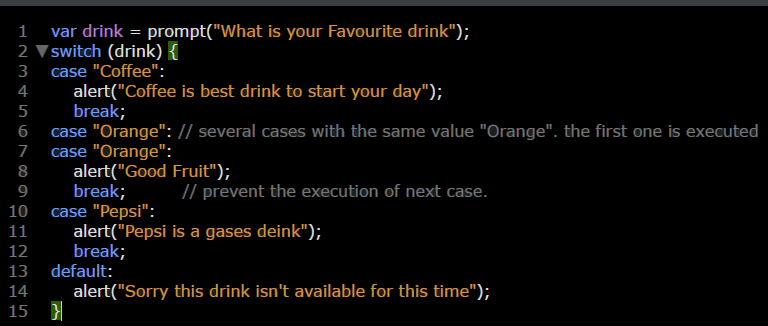 1 var drink = prompt("What is your Favourite drink");
2 switch (drink) {
3 case "Coffee":
4 alert("Coffee is best drink to start your day");
5 break;
6 case "Orange": // several cases with the same value "Orange". the first one is executed
7 case "Orange":
8 alert("Good Fruit");
9 break; // prevent the execution of next case.
10 case "Pepsi":
11 alert("Pepsi is a gases deink");
12 break;
13 default:
14 alert("Sorry this drink isn't available for this time");
15 }